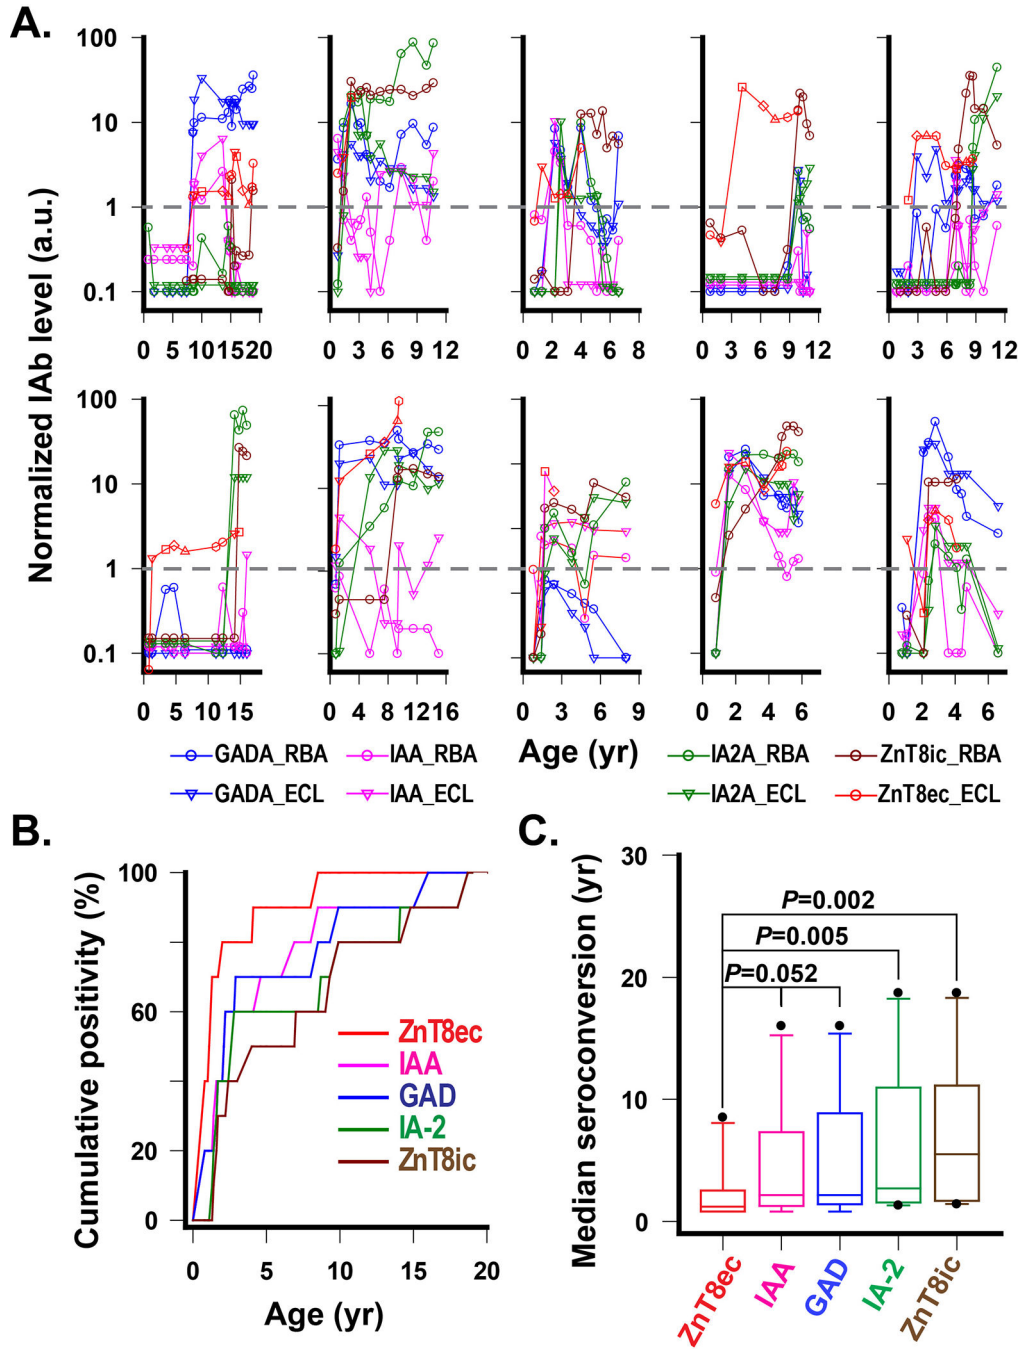 A.
Normalized IAb level (a.u.)
100
10
1
0.1
0 5 10 15 20
0 3 6 9 12
0 2 4 6 8
0 3 6 9 12
0 3 6 9 12
100
10
1
0.1
0 5 10 15
0 4 8 12 16
0 3 6 9
0 2 4 6
0 2 4 6
Age (yr)
GADA_RBA IAA_RBA IA2A_RBA ZnT8ic_RBA
GADA_ECL IAA_ECL IA2A_ECL ZnT8ec_ECL
B.
Cumulative positivity (%)
100
60
20
0
0 5 10 15 20
Age (yr)
ZnT8ec
IAA
GAD
IA-2
ZnT8ic
C.
Median seroconversion (yr)
30
20
10
0
P=0.002
P=0.005
P=0.052
ZnT8ec IAA GAD IA-2 ZnT8ic